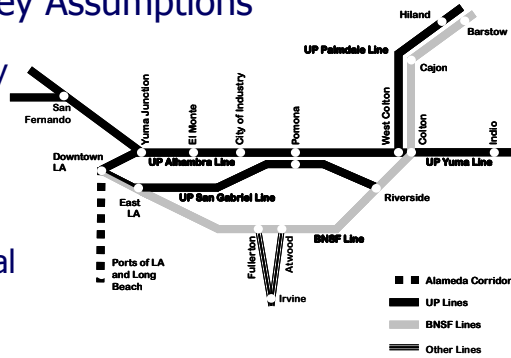 ey Assumptions
y
al
Hiland
Barstow
UP Palmdale Line
Cajon
San
Fernando
Yuma Junction
El Monte
City of Industry
Pomona
West Colton
Colton
Indio
Downtown
LA
UP Alhambra Line
UP Yuma Line
East
LA
UP San Gabriel Line
Riverside
Fullerton
Atwood
BNSF Line
Ports of LA
and Long
Beach
Irvine
Alameda Corridor
UP Lines
BNSF Lines
Other Lines